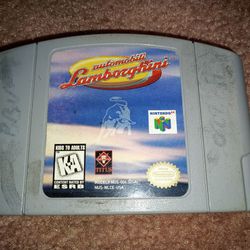 automobili
Lamborghini
NINTENDO 64
KIDS TO ADULTS
K-A
CONTENT RATED BY
ESRB
TITUS
NUS-NLCE-USA